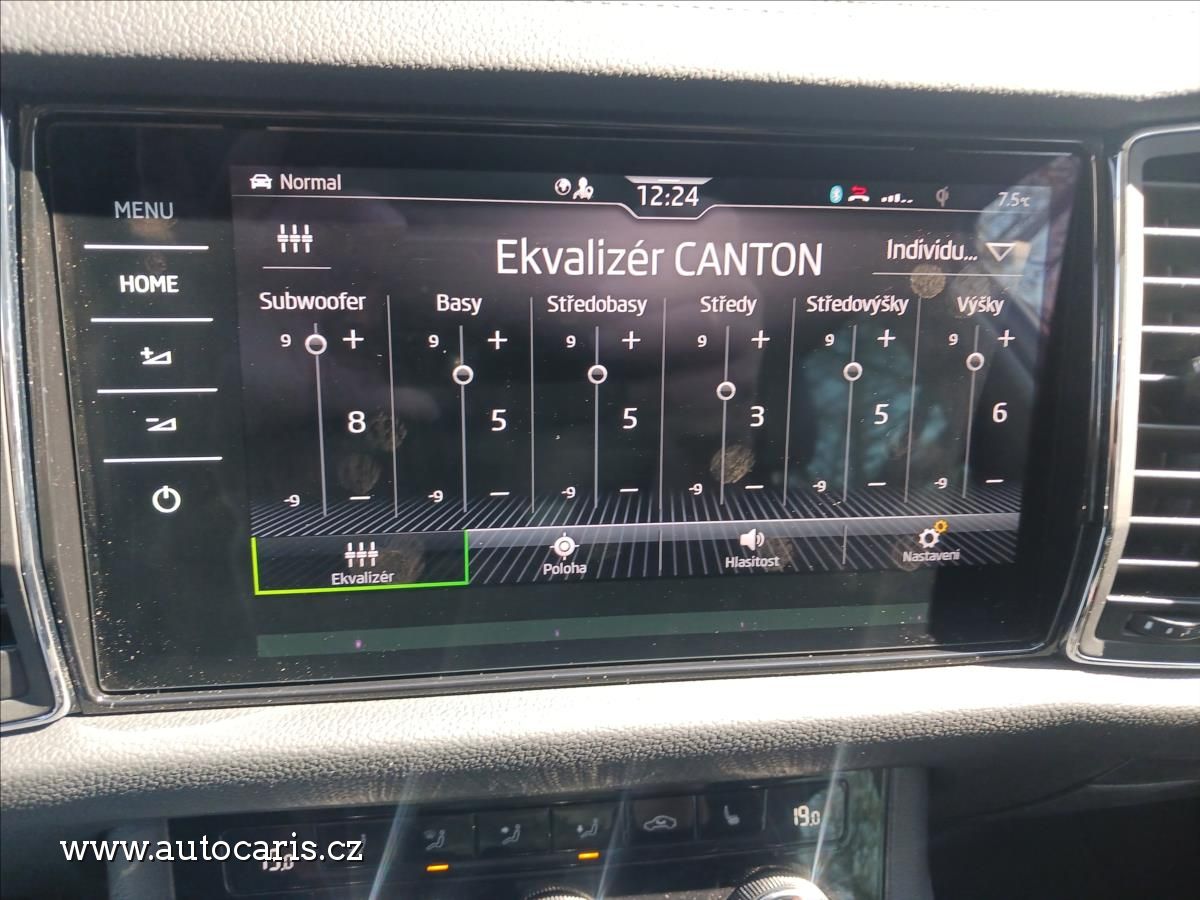 Normal
12:24
7.5°C
MENU
HOME
Ekvalizér CANTON
Individu...
Subwoofer Basy Středobasy Středy Středovýšky Výšky
9 + 9 + 9 + 9 + 9 + 9 +
8 5 5 3 5 6
-9 − -9 − -9 − -9 − -9 − -9 −
Ekvalizér Poloha Hlasitost Nastavení
19.0
www.autocaris.cz